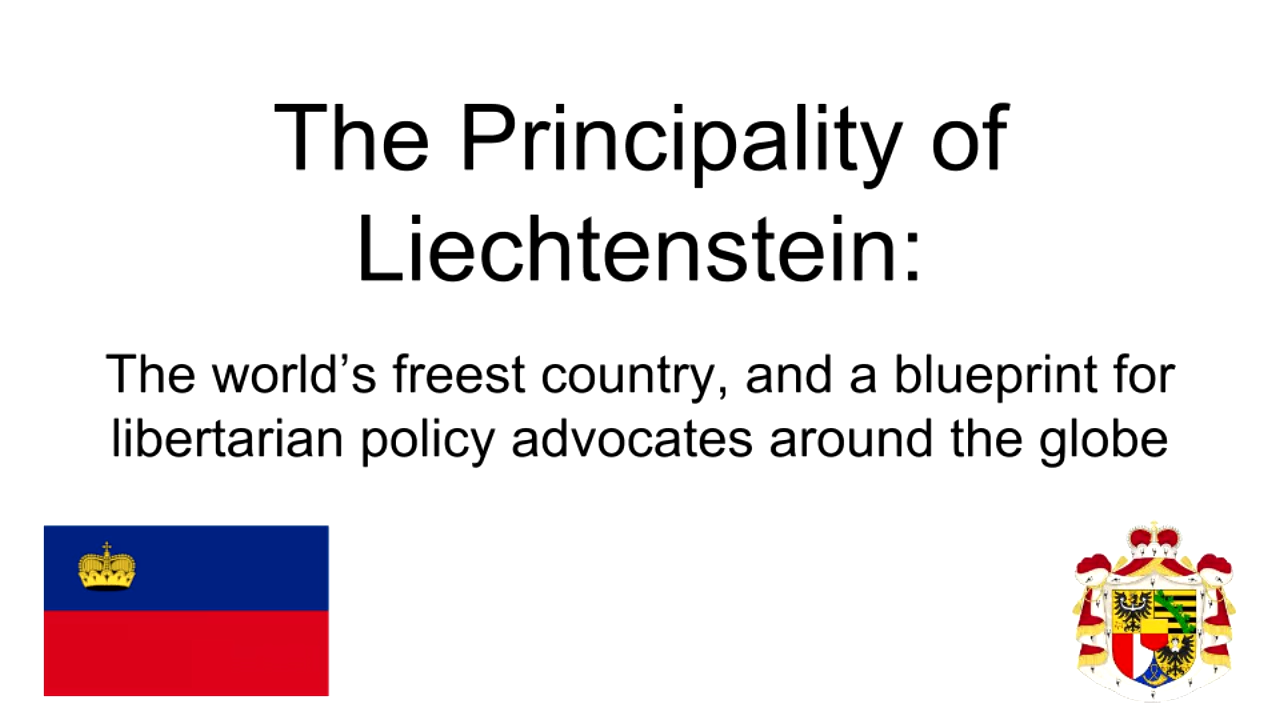 The Principality of
Liechtenstein:
The world’s freest country, and a blueprint for
libertarian policy advocates around the globe